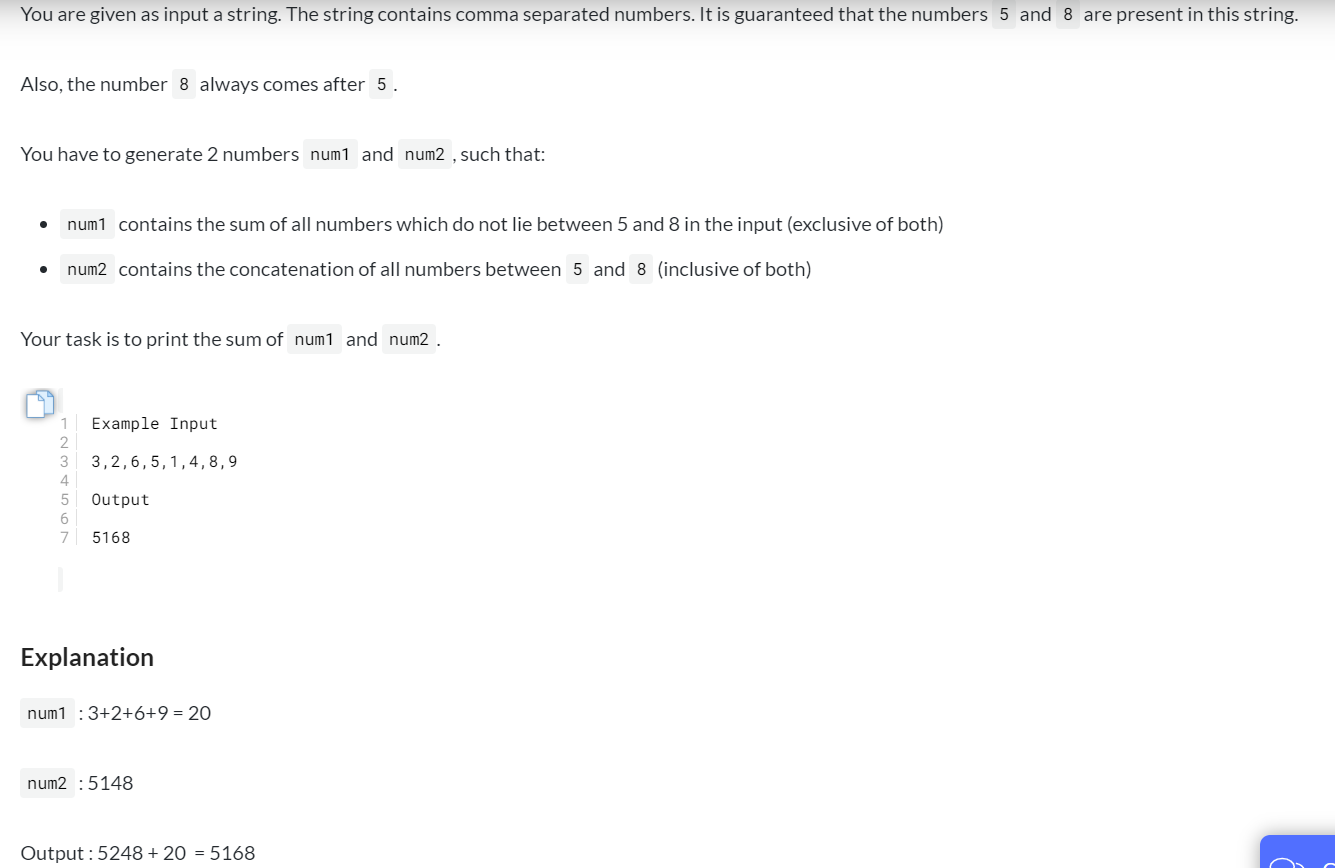 You are given as input a string. The string contains comma separated numbers. It is guaranteed that the numbers 5 and 8 are present in this string.
Also, the number 8 always comes after 5 .
You have to generate 2 numbers num1 and num2 , such that:
• num1 contains the sum of all numbers which do not lie between 5 and 8 in the input (exclusive of both)
• num2 contains the concatenation of all numbers between 5 and 8 (inclusive of both)
Your task is to print the sum of num1 and num2 .
1 Example Input
2
3 3,2,6,5,1,4,8,9
4
5 Output
6
7 5168
Explanation
num1 : 3+2+6+9 = 20
num2 : 5148
Output : 5248 + 20 = 5168